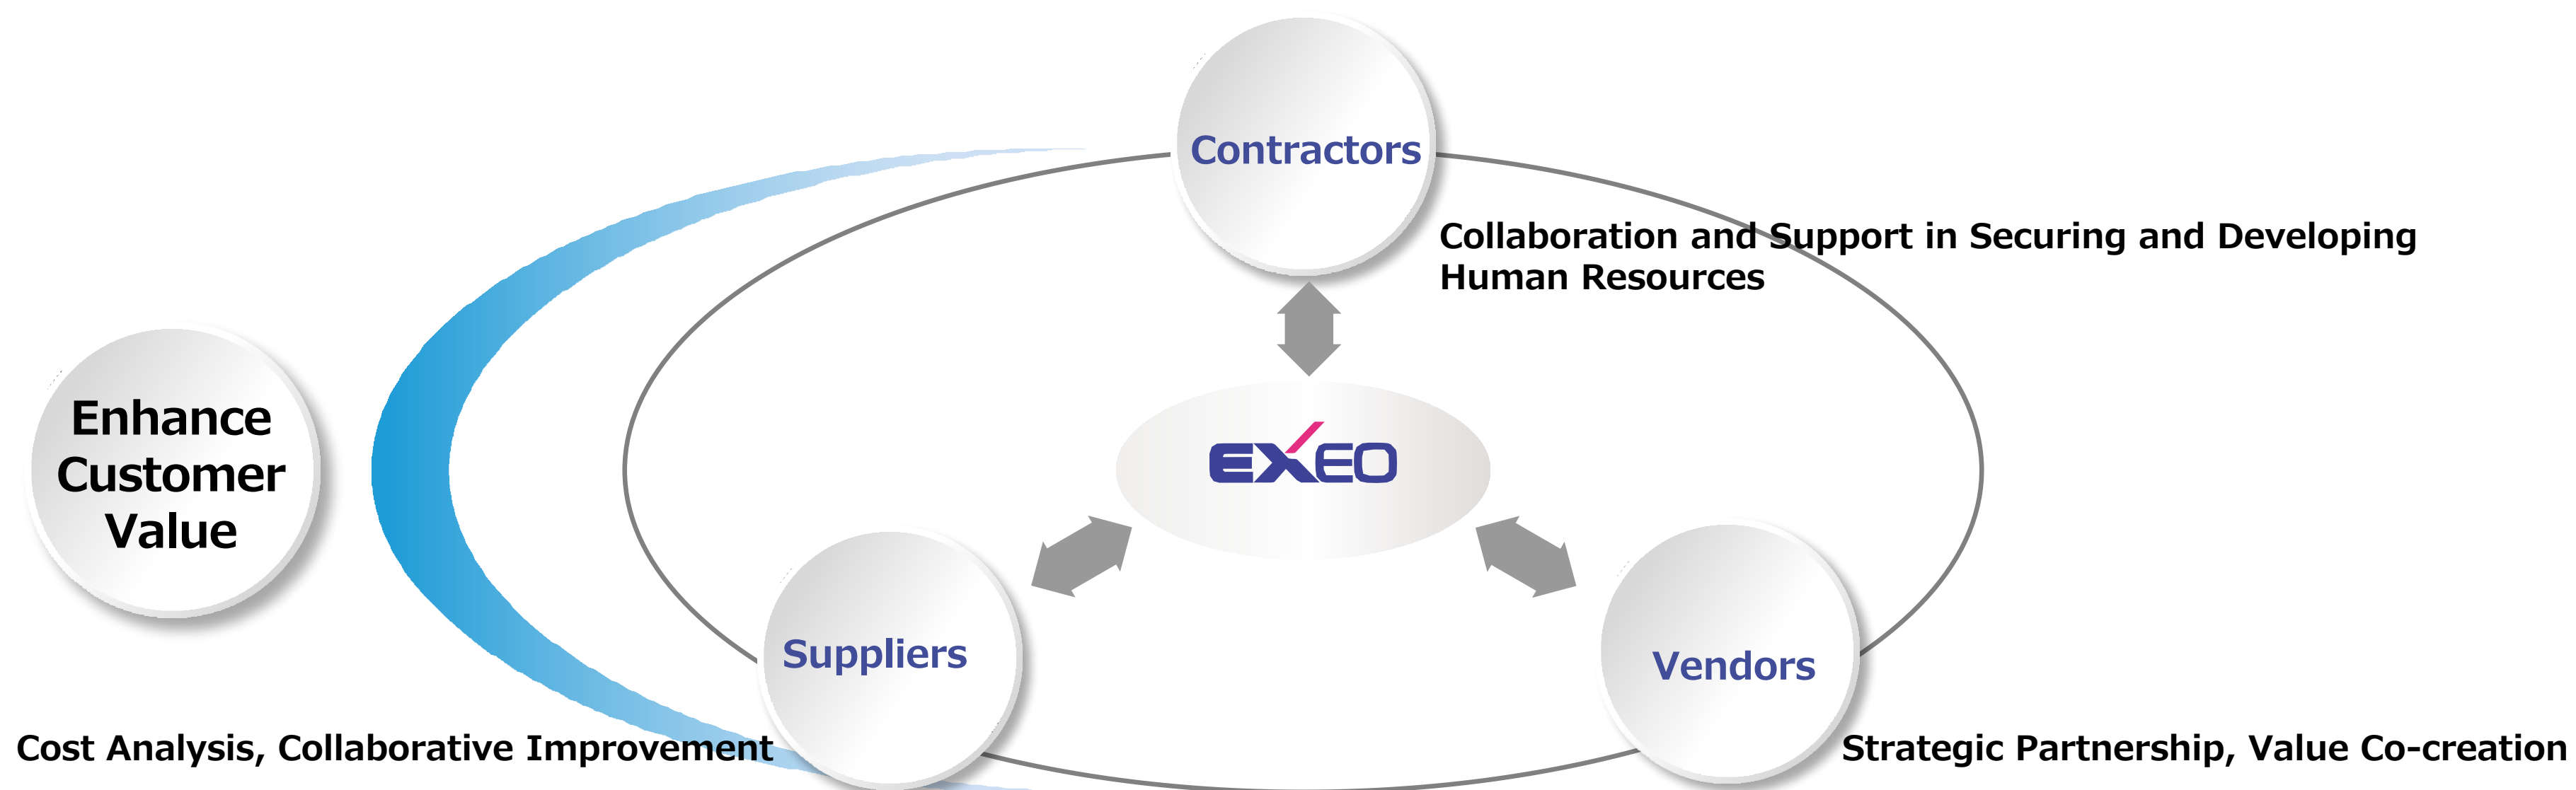 Contractors
Collaboration and Support in Securing and Developing
Human Resources
Enhance
Customer
Value
EXEO
Suppliers
Vendors
Cost Analysis, Collaborative Improvement
Strategic Partnership, Value Co-creation